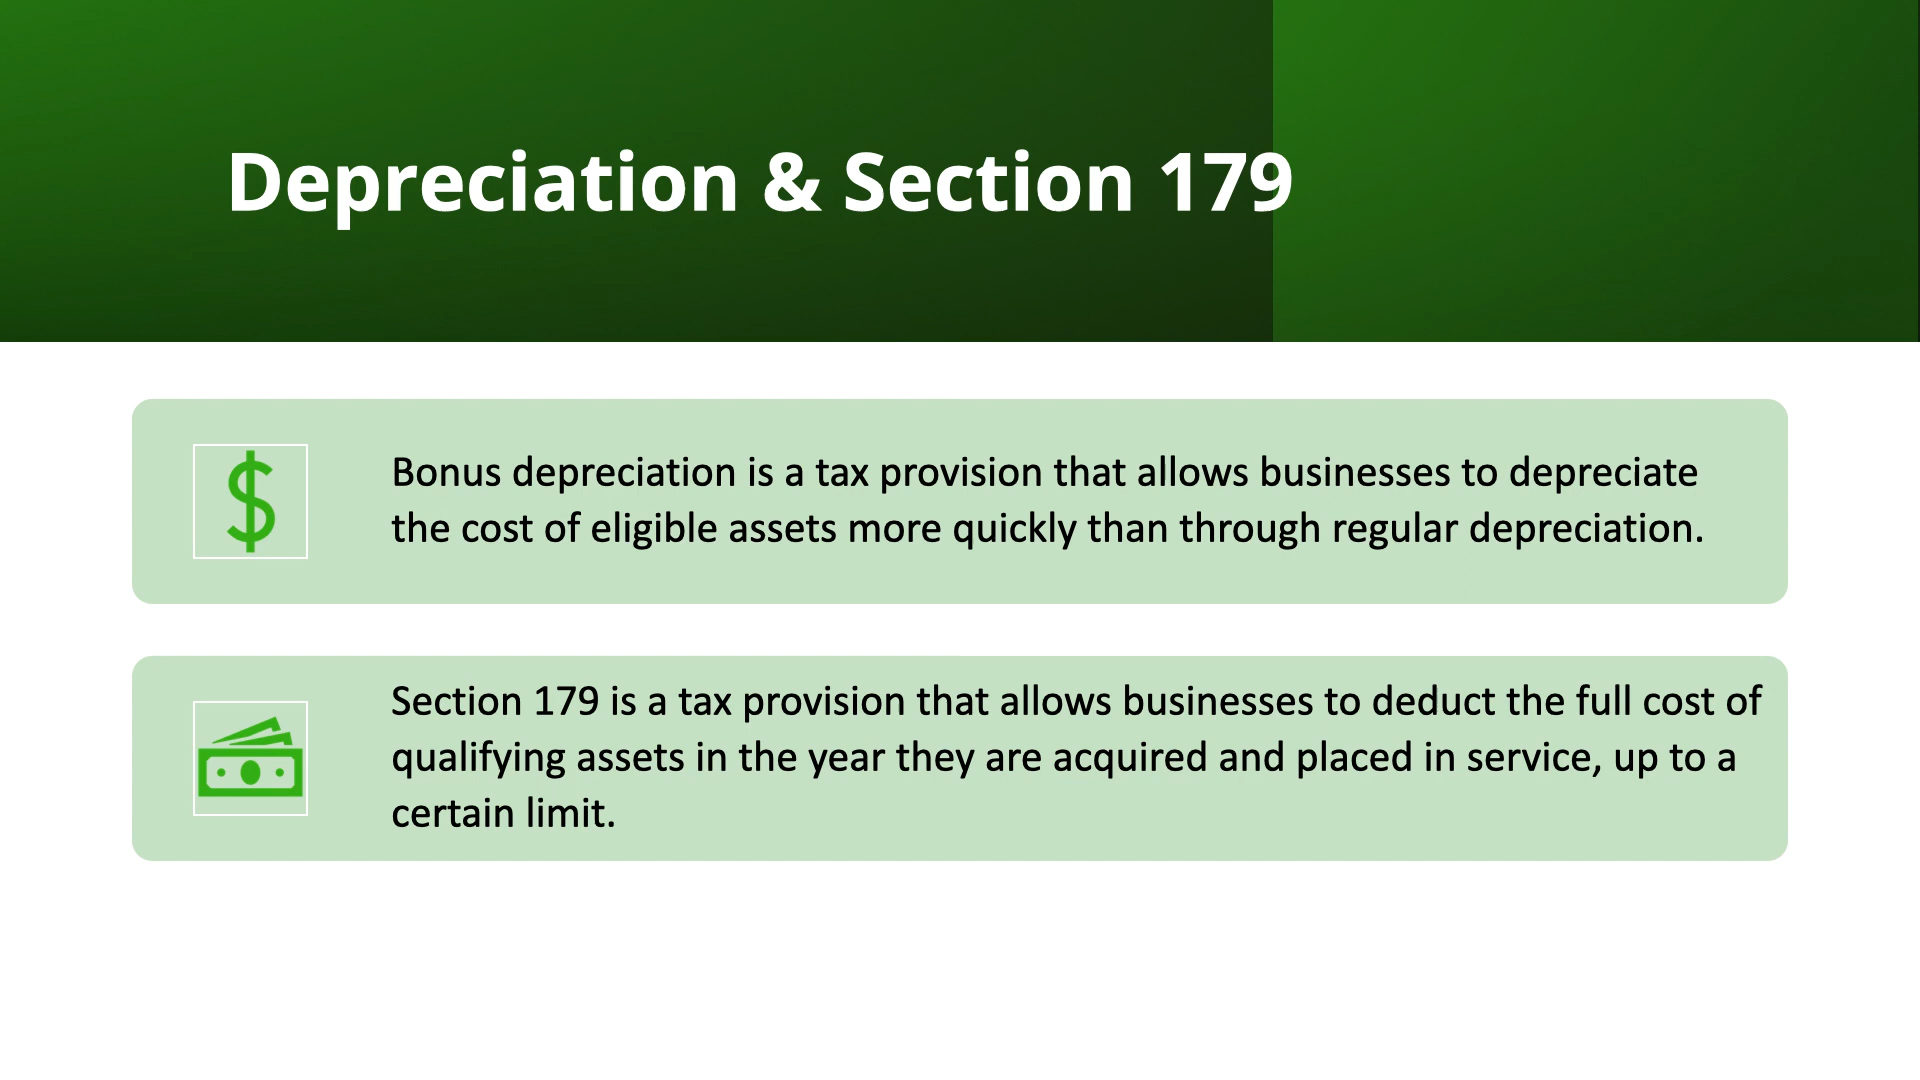 Depreciation & Section 179
Bonus depreciation is a tax provision that allows businesses to depreciate
the cost of eligible assets more quickly than through regular depreciation.
Section 179 is a tax provision that allows businesses to deduct the full cost of
qualifying assets in the year they are acquired and placed in service, up to a
certain limit.